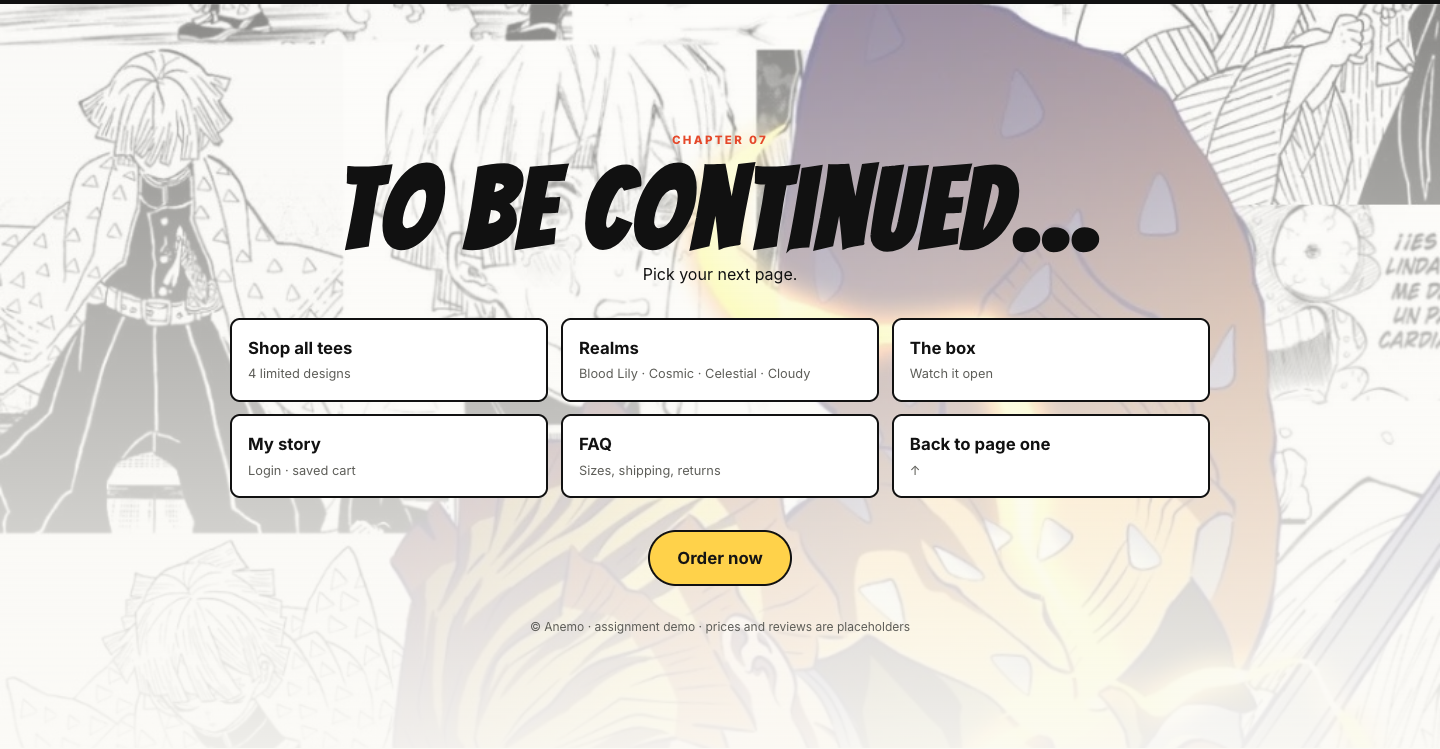 CHAPTER 07
TO BE CONTINUED...
Pick your next page.
Shop all tees
4 limited designs
Realms
Blood Lily · Cosmic · Celestial · Cloudy
The box
Watch it open
My story
Login · saved cart
FAQ
Sizes, shipping, returns
Back to page one
↑
Order now
© Anemo · assignment demo · prices and reviews are placeholders
¡¡ES
LINDA
ME D
UN P
CARDI